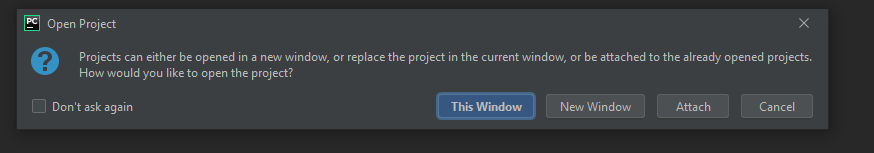 PC
Open Project
Projects can either be opened in a new window, or replace the project in the current window, or be attached to the already opened projects.
How would you like to open the project?
Don't ask again
This Window
New Window
Attach
Cancel